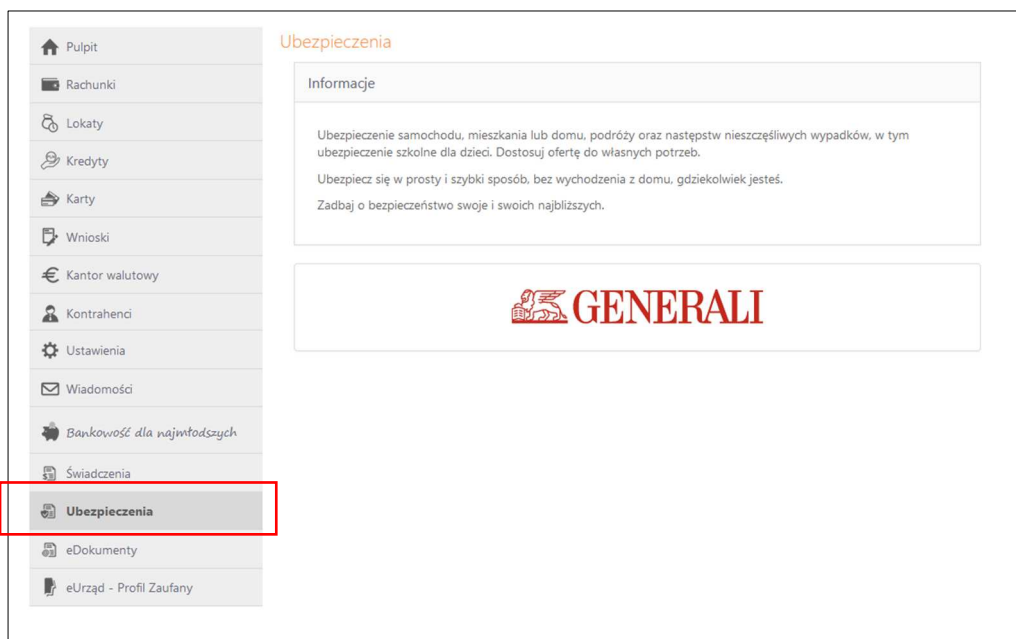 Pulpit
Rachunki
Lokaty
Kredyty
Karty
Wnioski
Kantor walutowy
Kontrahenci
Ustawienia
Wiadomości
Bankowość dla najmłodszych
Świadczenia
Ubezpieczenia
eDokumenty
eUrząd - Profil Zaufany
Ubezpieczenia
Informacje
Ubezpieczenie samochodu, mieszkania lub domu, podróży oraz następstw nieszczęśliwych wypadków, w tym
ubezpieczenie szkolne dla dzieci. Dostosuj ofertę do własnych potrzeb.
Ubezpiecz się w prosty i szybki sposób, bez wychodzenia z domu, gdziekolwiek jesteś.
Zadbaj o bezpieczeństwo swoje i swoich najbliższych.
GENERALI